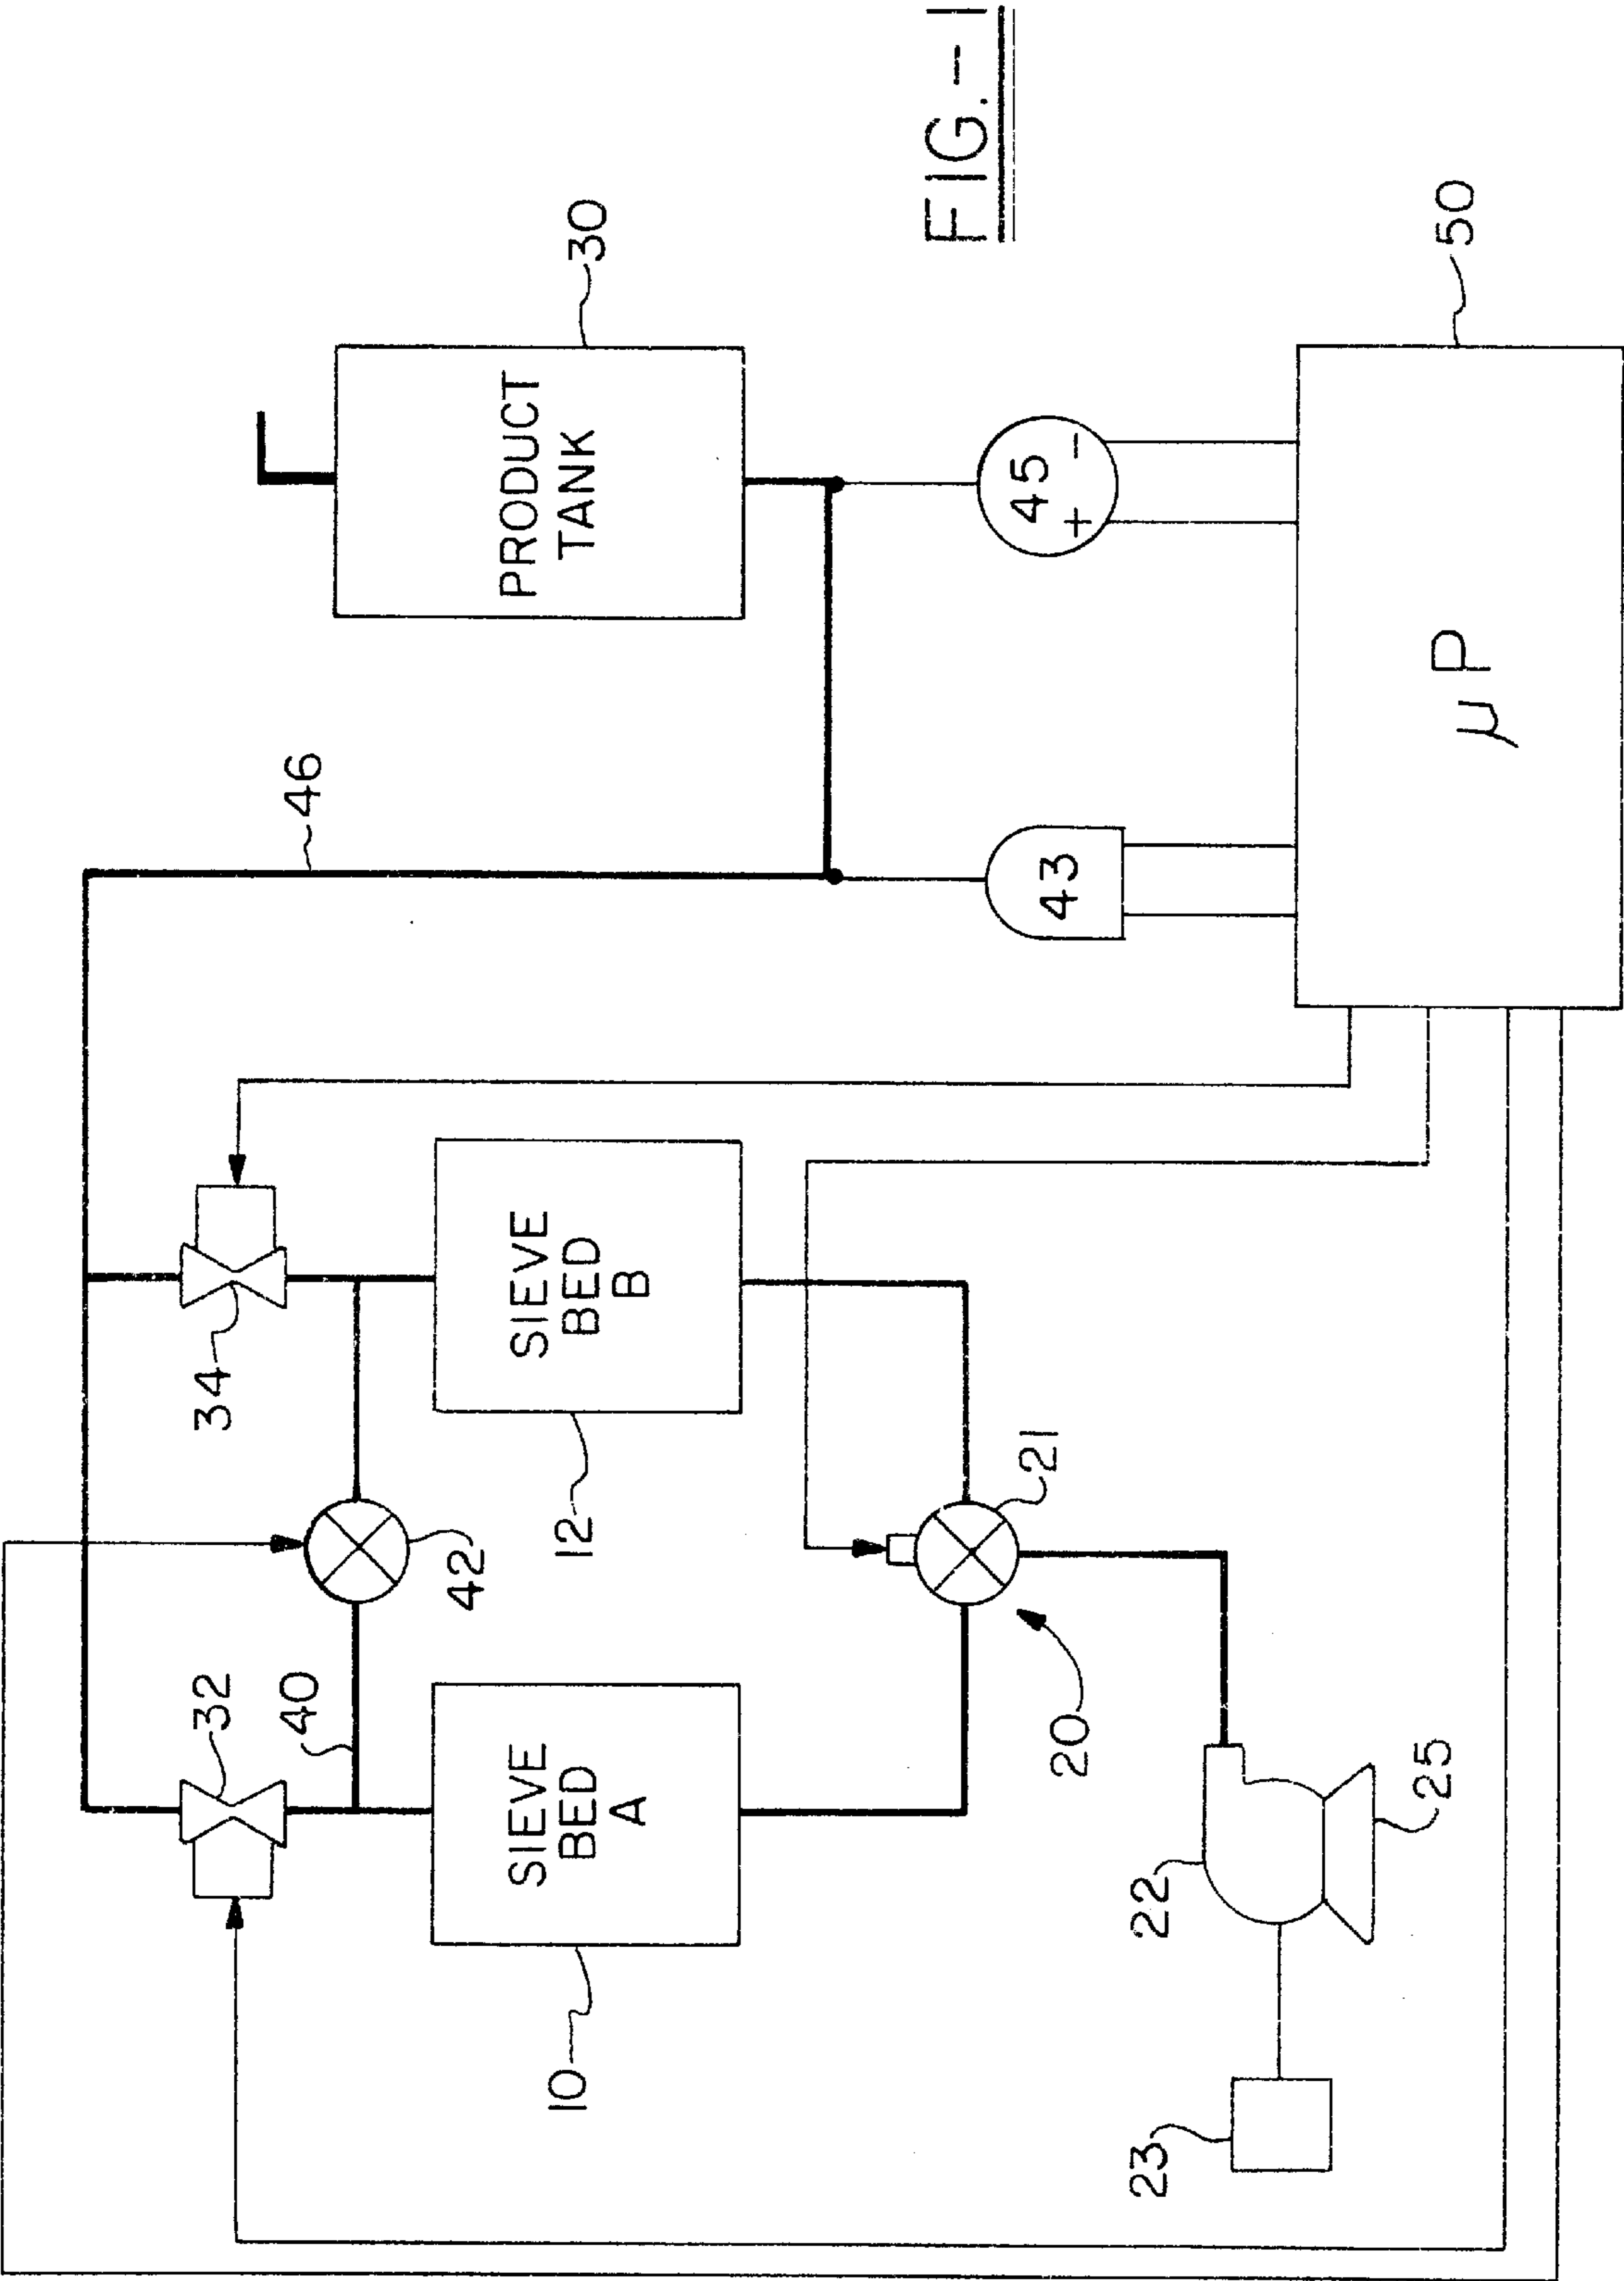 32
34
40
46
42
10
SIEVE
BED
A
12
SIEVE
BED
B
PRODUCT
TANK
30
FIG.-1
21
43
45
+ -
20
23
22
25
μP
50